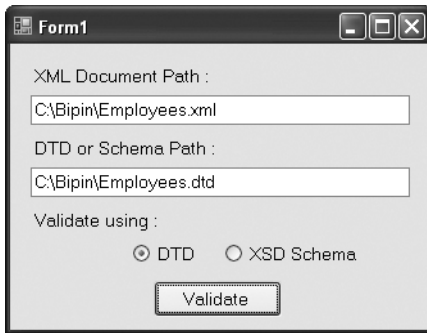 Form1
XML Document Path :
C:\Bipin\Employees.xml
DTD or Schema Path :
C:\Bipin\Employees.dtd
Validate using :
DTD XSD Schema
Validate